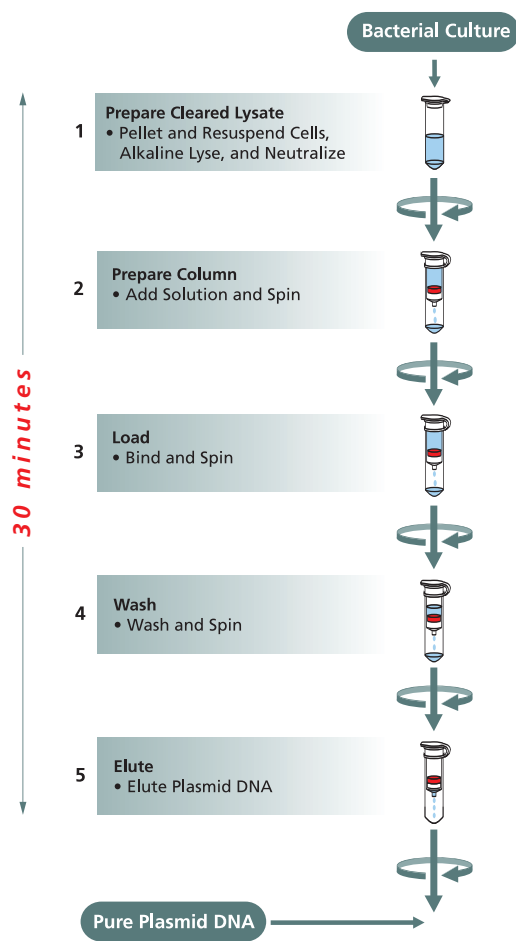 Bacterial Culture
1
Prepare Cleared Lysate
• Pellet and Resuspend Cells,
Alkaline Lyse, and Neutralize
2
Prepare Column
• Add Solution and Spin
3
Load
• Bind and Spin
4
Wash
• Wash and Spin
5
Elute
• Elute Plasmid DNA
30 minutes
Pure Plasmid DNA